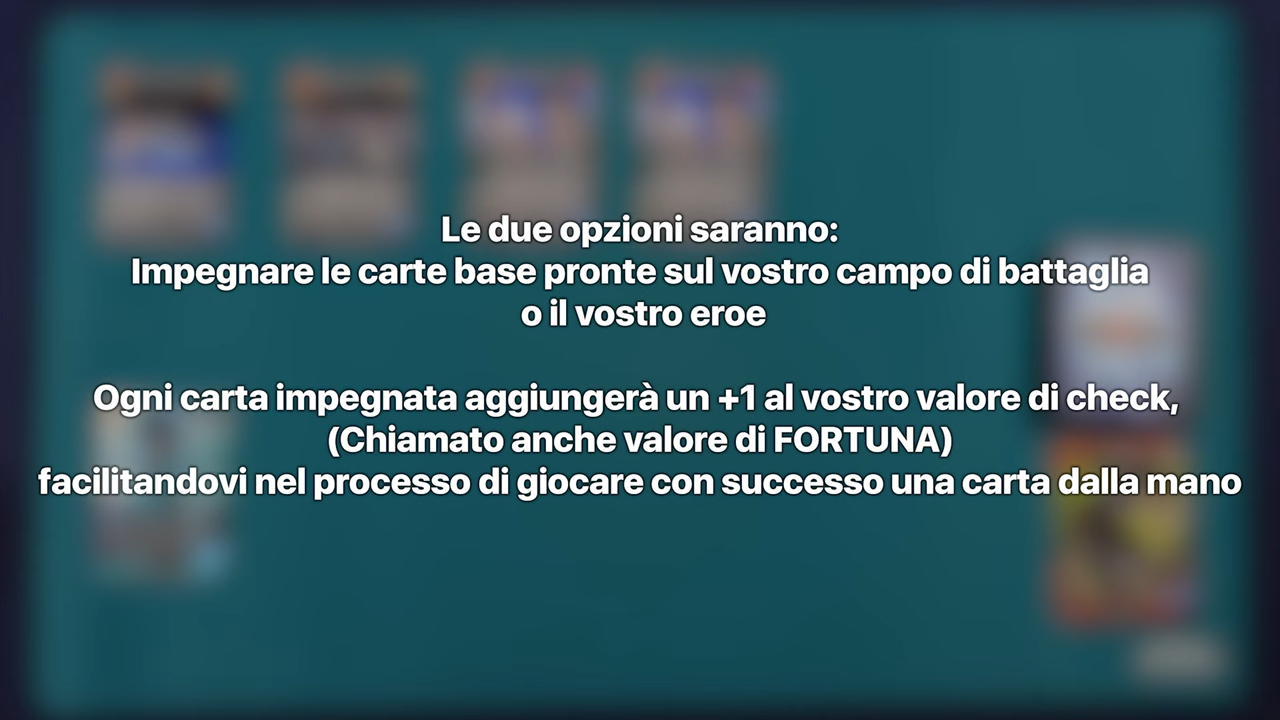 Le due opzioni saranno:
Impegnare le carte base pronte sul vostro campo di battaglia
o il vostro eroe
Ogni carta impegnata aggiungerà un +1 al vostro valore di check,
(Chiamato anche valore di FORTUNA)
facilitandovi nel processo di giocare con successo una carta dalla mano